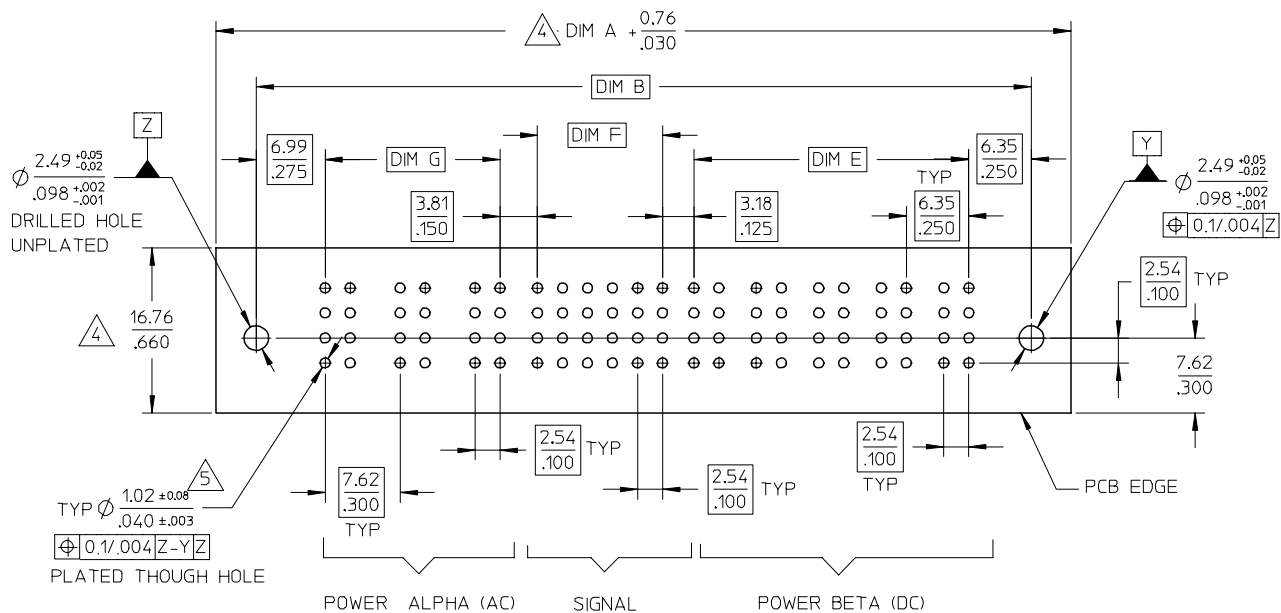 4 DIM A + 0.76
.030
DIM B
Z
6.99
.275
DIM G
DIM F
DIM E
6.35
.250
Y
TYP
6.35
.250
Ø 2.49 +0.05 -0.02
.098 +.002 -.001
DRILLED HOLE
UNPLATED
3.81
.150
3.18
.125
Ø 2.49 +0.05 -0.02
.098 +.002 -.001
⌖ 0.1/.004 Z
2.54
.100 TYP
4 16.76
.660
7.62
.300
5
TYP Ø 1.02 ±0.08
.040 ±.003
⌖ 0.1/.004 Z-Y Z
PLATED THOUGH HOLE
7.62
.300
TYP
2.54
.100 TYP
2.54
.100 TYP
2.54
.100
TYP
PCB EDGE
POWER ALPHA (AC)
SIGNAL
POWER BETA (DC)